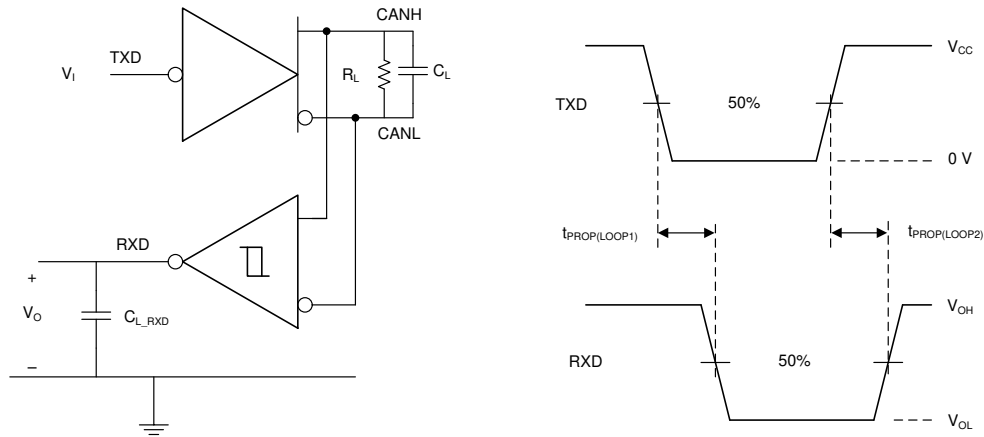 CANH
TXD
V_I
R_L
C_L
CANL
RXD
+
V_O
C_L_RXD
–
V_CC
TXD
50%
0 V
t_PROP(LOOP1)
t_PROP(LOOP2)
V_OH
RXD
50%
V_OL